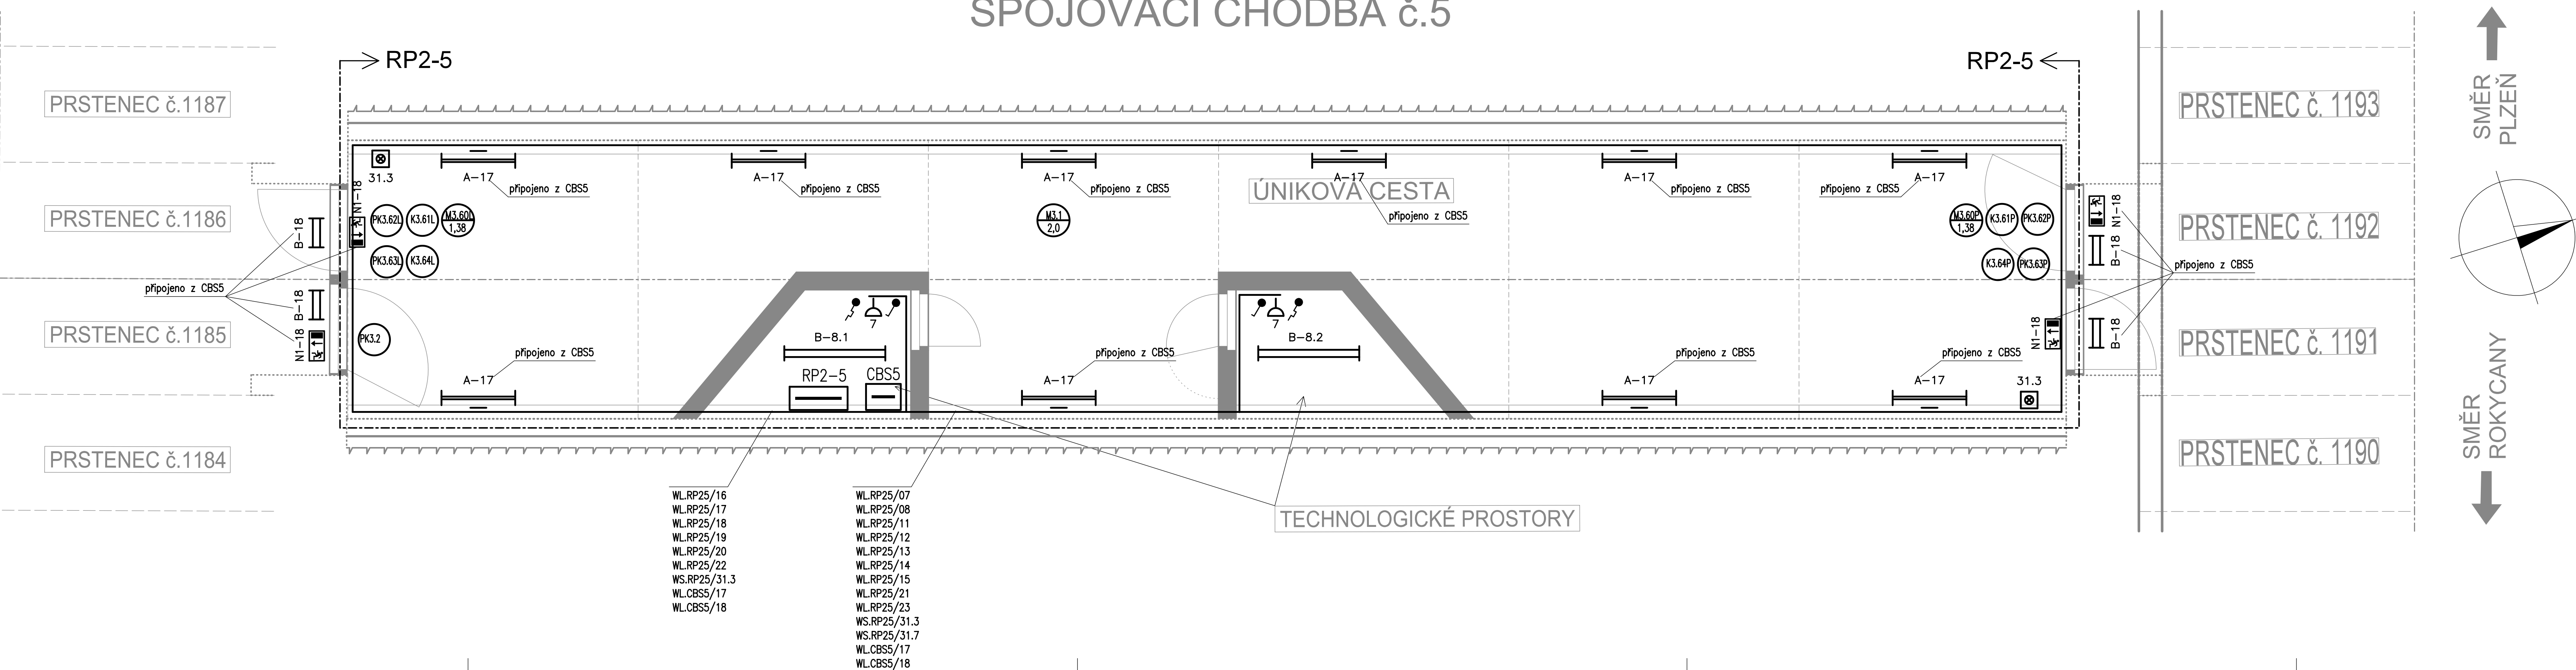 SPOJOVACÍ CHODBA č.5
RP2-5
RP2-5
PRSTENEC č.1187
PRSTENEC č.1186
PRSTENEC č.1185
PRSTENEC č.1184
PRSTENEC č. 1193
PRSTENEC č. 1192
PRSTENEC č. 1191
PRSTENEC č. 1190
SMĚR
PLZEŇ
SMĚR
ROKYCANY
31.3
A-17
připojeno z CBS5
A-17
připojeno z CBS5
A-17
připojeno z CBS5
A-17
připojeno z CBS5
A-17
připojeno z CBS5
A-17
připojeno z CBS5
ÚNIKOVÁ CESTA
N1-18
B-18
B-18
N1-18
připojeno z CBS5
PK3.62L
K3.61L
M3.60L
1,38
PK3.63L
K3.64L
PK3.2
M3.1
2,0
M3.60P
1,38
K3.61P
PK3.62P
K3.64P
PK3.63P
N1-18
B-18
N1-18
B-18
připojeno z CBS5
7
B-8.1
RP2-5
CBS5
7
B-8.2
A-17
připojeno z CBS5
A-17
připojeno z CBS5
A-17
připojeno z CBS5
A-17
připojeno z CBS5
31.3
TECHNOLOGICKÉ PROSTORY
WL.RP25/16
WL.RP25/17
WL.RP25/18
WL.RP25/19
WL.RP25/20
WL.RP25/22
WS.RP25/31.3
WL.CBS5/17
WL.CBS5/18
WL.RP25/07
WL.RP25/08
WL.RP25/11
WL.RP25/12
WL.RP25/13
WL.RP25/14
WL.RP25/15
WL.RP25/21
WL.RP25/23
WS.RP25/31.3
WS.RP25/31.7
WL.CBS5/17
WL.CBS5/18